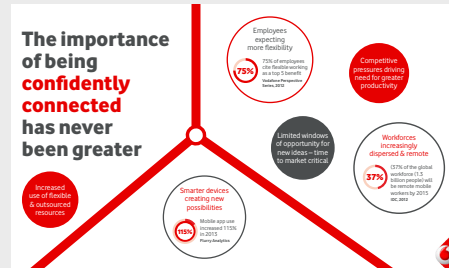 The importance
of being
confidently
connected
has never
been greater
Employees
expecting
more flexibility
75%
75% of employees
cite flexible working
as a top 5 benefit
Vodafone Perspective
Series, 2012
Competitive
pressures driving
need for greater
productivity
Limited windows
of opportunity for
new ideas – time
to market critical
Workforces
increasingly
dispersed & remote
37%
(37% of the global
workforce (1.3
billion people) will
be remote mobile
workers by 2015
IDC, 2012
Increased
use of flexible
& outsourced
resources
Smarter devices
creating new
possibilities
115%
Mobile app use
increased 115%
in 2013
Flurry Analytics